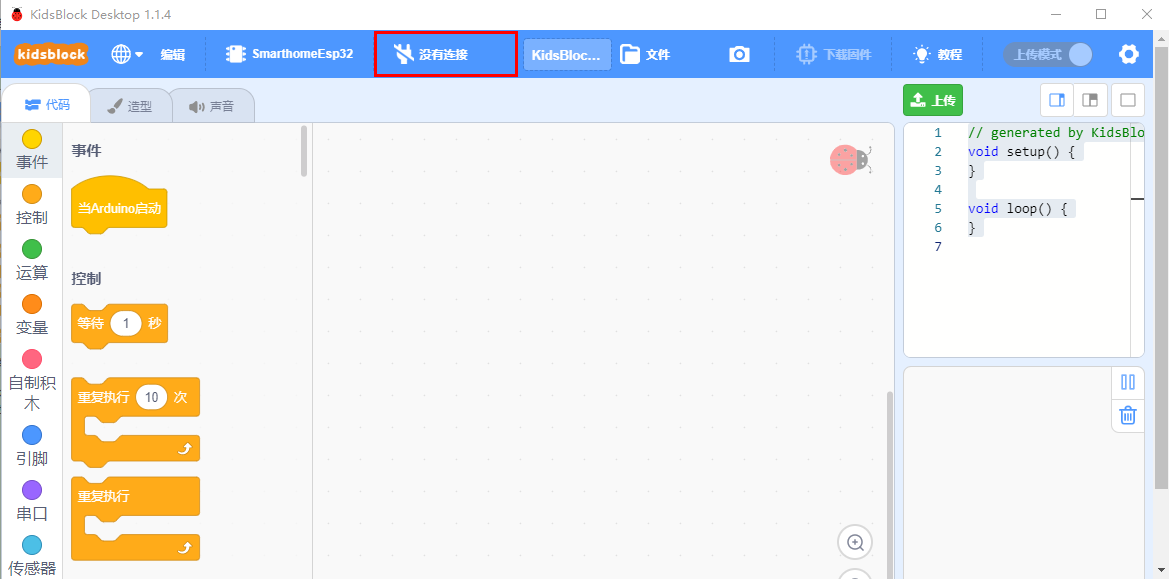 KidsBlock Desktop 1.1.4
kidsblock
编辑
SmarthomeEsp32
没有连接
KidsBloc...
文件
下载固件
教程
上传模式
代码
造型
声音
上传
事件
控制
运算
变量
自制积
木
引脚
串口
传感器
事件
当Arduino启动
控制
等待 1 秒
重复执行 10 次
重复执行
1 // generated by KidsBlo
2 void setup() {
3 }
4
5 void loop() {
6 }
7